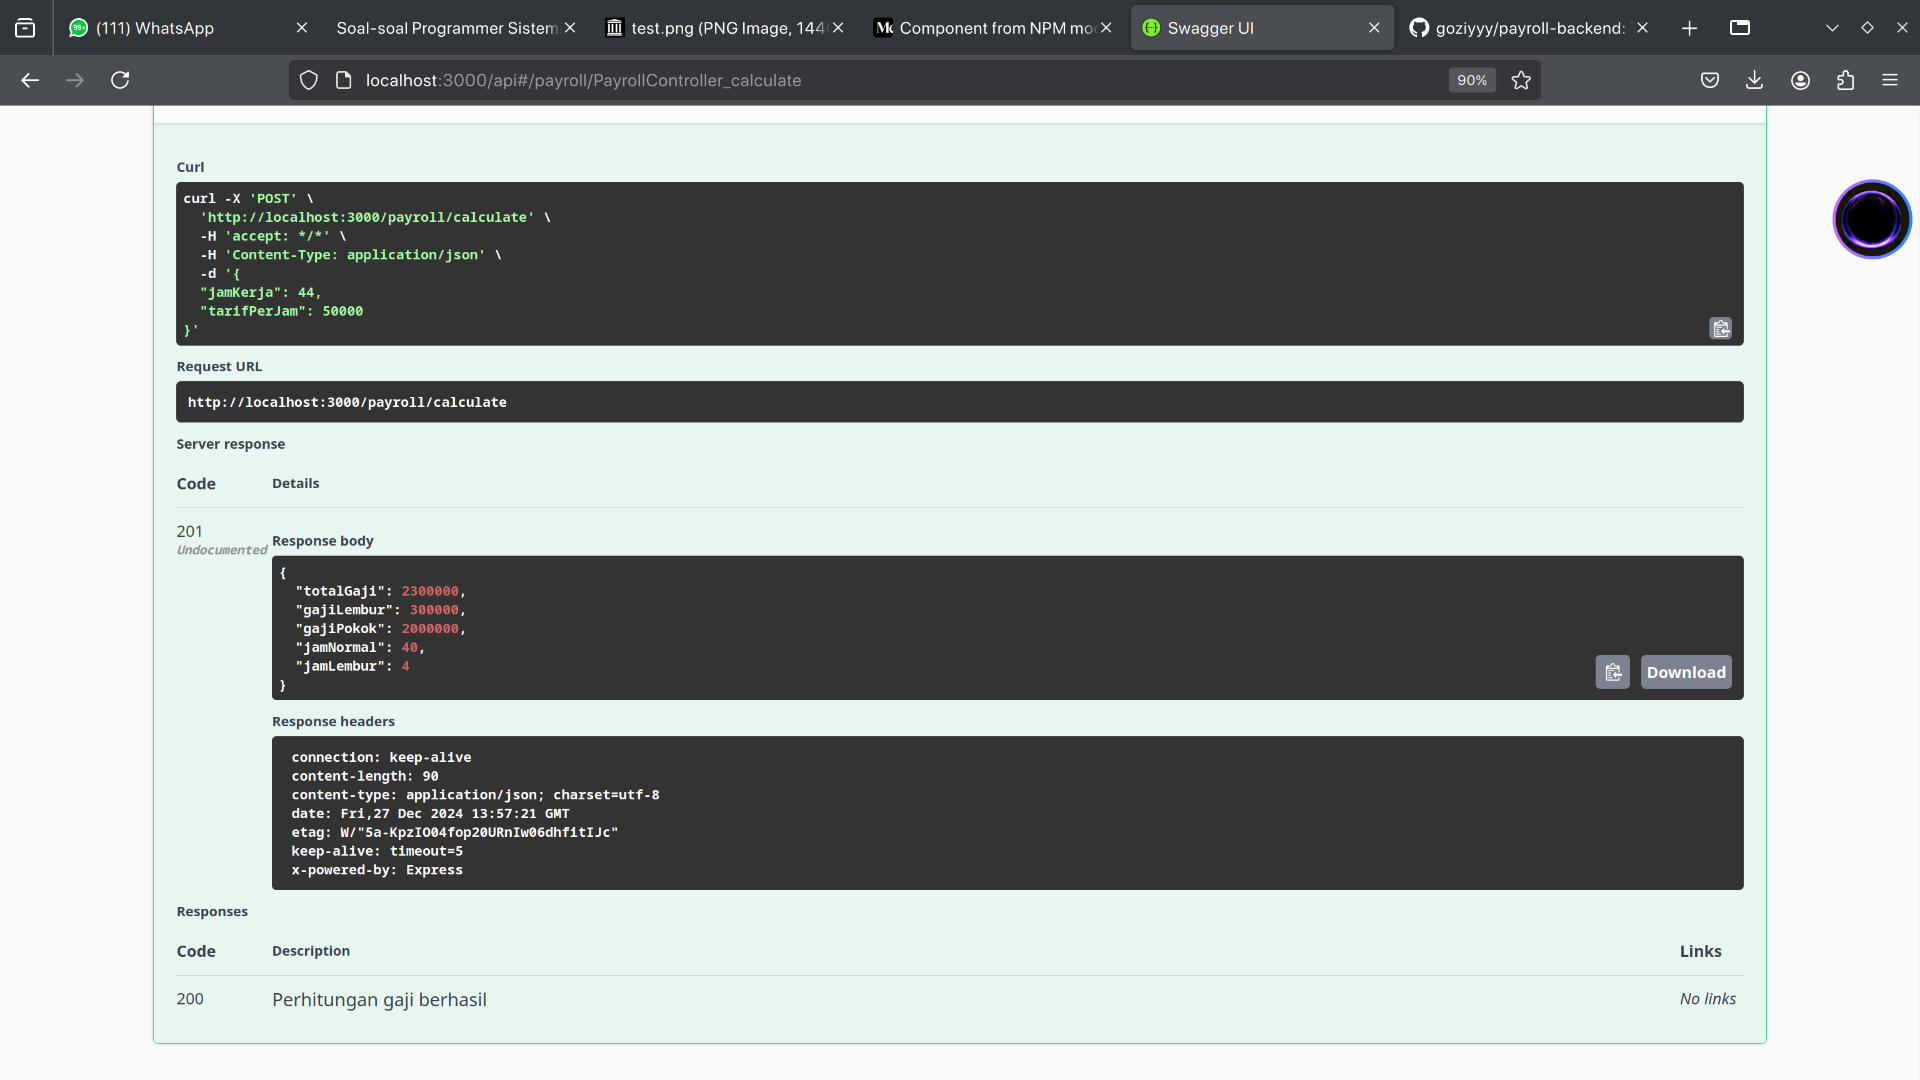 (111) WhatsApp
Soal-soal Programmer Sistem
test.png (PNG Image, 144
Component from NPM mo
Swagger UI
goziyyy/payroll-backend:
localhost:3000/api#/payroll/PayrollController_calculate
90%
Curl
curl -X 'POST' \
'http://localhost:3000/payroll/calculate' \
-H 'accept: */*' \
-H 'Content-Type: application/json' \
-d '{
"jamKerja": 44,
"tarifPerJam": 50000
}'
Request URL
http://localhost:3000/payroll/calculate
Server response
Code Details
201
Undocumented
Response body
{
"totalGaji": 2300000,
"gajiLembur": 300000,
"gajiPokok": 2000000,
"jamNormal": 40,
"jamLembur": 4
}
Download
Response headers
connection: keep-alive
content-length: 90
content-type: application/json; charset=utf-8
date: Fri,27 Dec 2024 13:57:21 GMT
etag: W/"5a-KpzIO04fop20URnIw06dhfitIJc"
keep-alive: timeout=5
x-powered-by: Express
Responses
Code Description Links
200 Perhitungan gaji berhasil No links